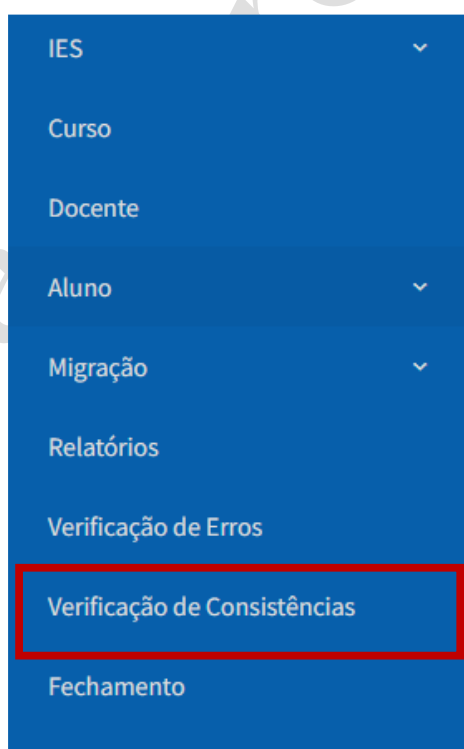 IES
Curso
Docente
Aluno
Migração
Relatórios
Verificação de Erros
Verificação de Consistências
Fechamento